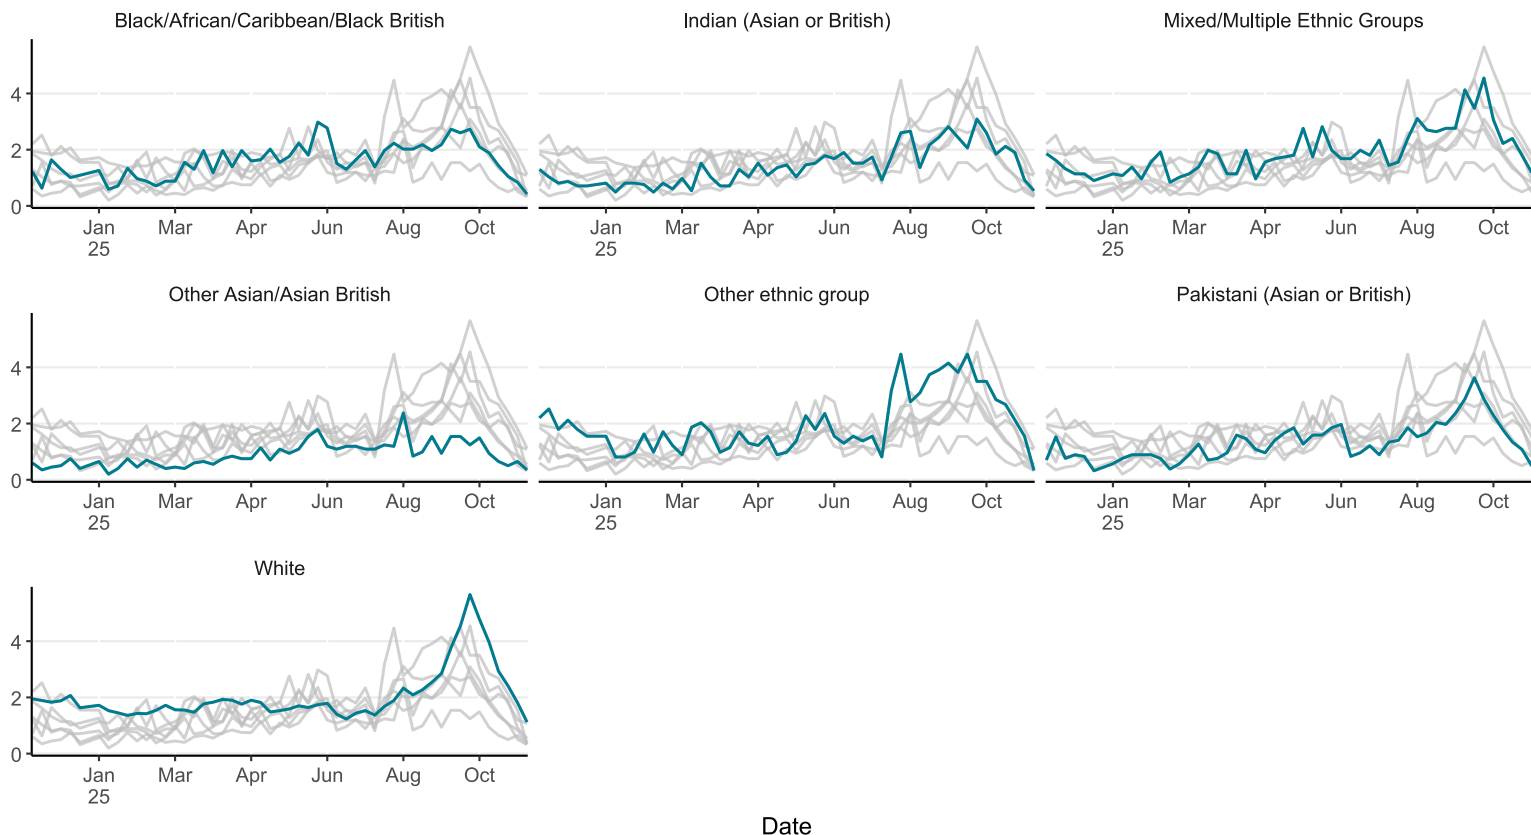 Black/African/Caribbean/Black British
Indian (Asian or British)
Mixed/Multiple Ethnic Groups
4
2
0
Jan Mar Apr Jun Aug Oct
25
Jan Mar Apr Jun Aug Oct
25
Jan Mar Apr Jun Aug Oct
25
Other Asian/Asian British
Other ethnic group
Pakistani (Asian or British)
4
2
0
Jan Mar Apr Jun Aug Oct
25
Jan Mar Apr Jun Aug Oct
25
Jan Mar Apr Jun Aug Oct
25
White
4
2
0
Jan Mar Apr Jun Aug Oct
25
Date